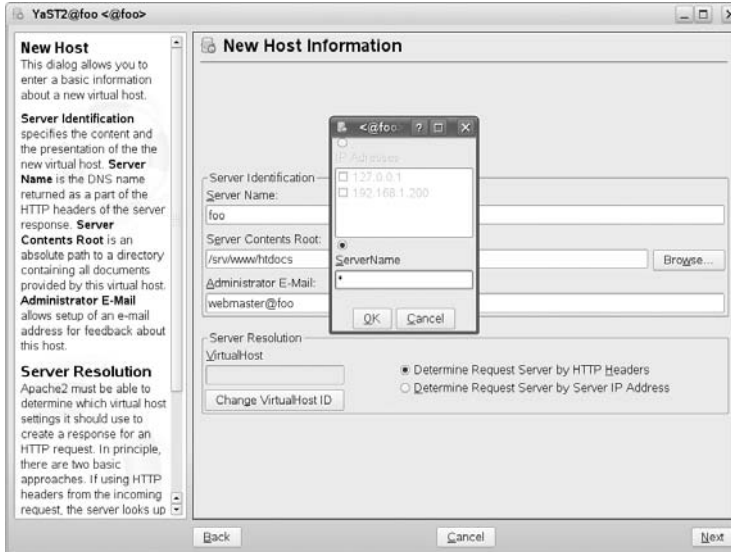 YaST2@foo <@foo>
New Host
This dialog allows you to
enter a basic information
about a new virtual host.
Server Identification
specifies the content and
the presentation of the the
new virtual host. Server
Name is the DNS name
returned as a part of the
HTTP headers of the server
response. Server
Contents Root is an
absolute path to a directory
containing all documents
provided by this virtual host.
Administrator E-Mail
allows setup of an e-mail
address for feedback about
this host.
Server Resolution
Apache2 must be able to
determine which virtual host
settings it should use to
create a response for an
HTTP request. In principle,
there are two basic
approaches. If using HTTP
headers from the incoming
request, the server looks up
New Host Information
Server Identification
Server Name:
foo
Server Contents Root:
/srv/www/htdocs
Browse...
Administrator E-Mail:
webmaster@foo
<@foo
?
IP Adresses
127.0.0.1
192.168.1.200
ServerName
*
OK
Cancel
Server Resolution
VirtualHost
Change VirtualHost ID
Determine Request Server by HTTP Headers
Determine Request Server by Server IP Address
Back
Cancel
Next